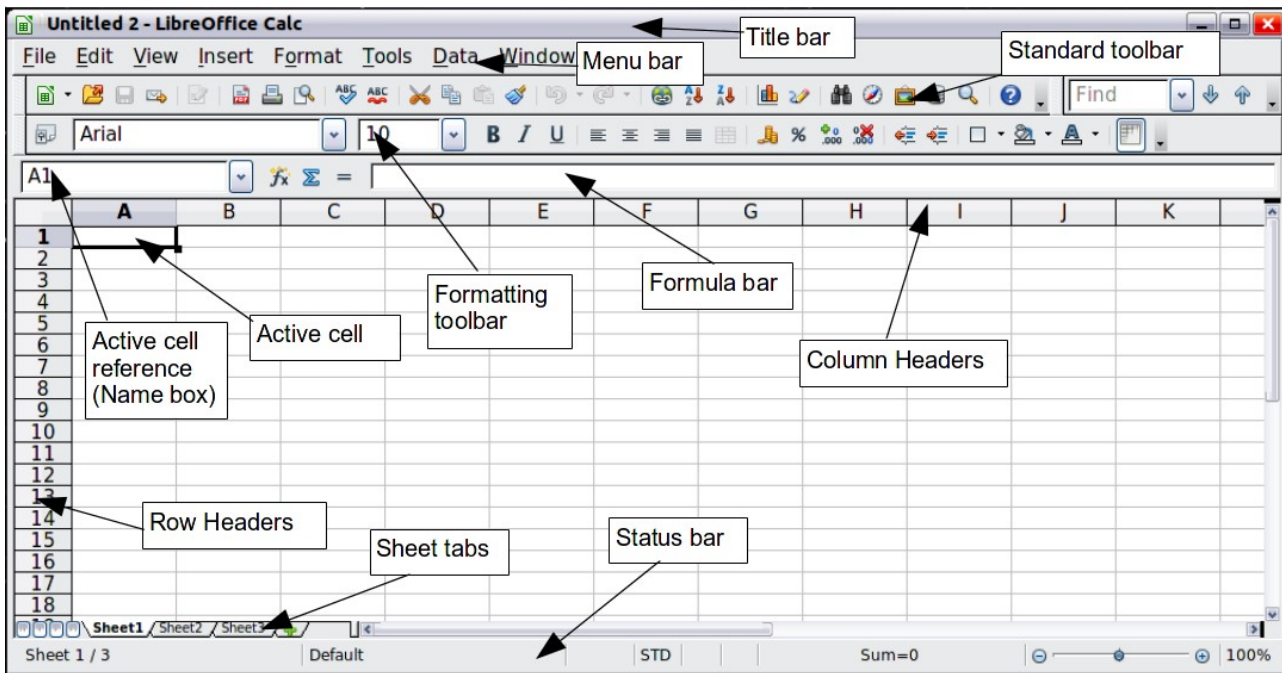 Untitled 2 - LibreOffice Calc
Title bar
File Edit View Insert Format Tools Data Window
Menu bar
Standard toolbar
Find
Arial
10
A1
A B C D E F G H I J K
1
2
3
4
5
6
7
8
9
10
11
12
13
14
15
16
17
18
Formula bar
Formatting
toolbar
Active cell
Active cell
reference
(Name box)
Column Headers
Row Headers
Sheet tabs
Status bar
Sheet1 Sheet2 Sheet3
Sheet 1 / 3 Default STD Sum=0 100%